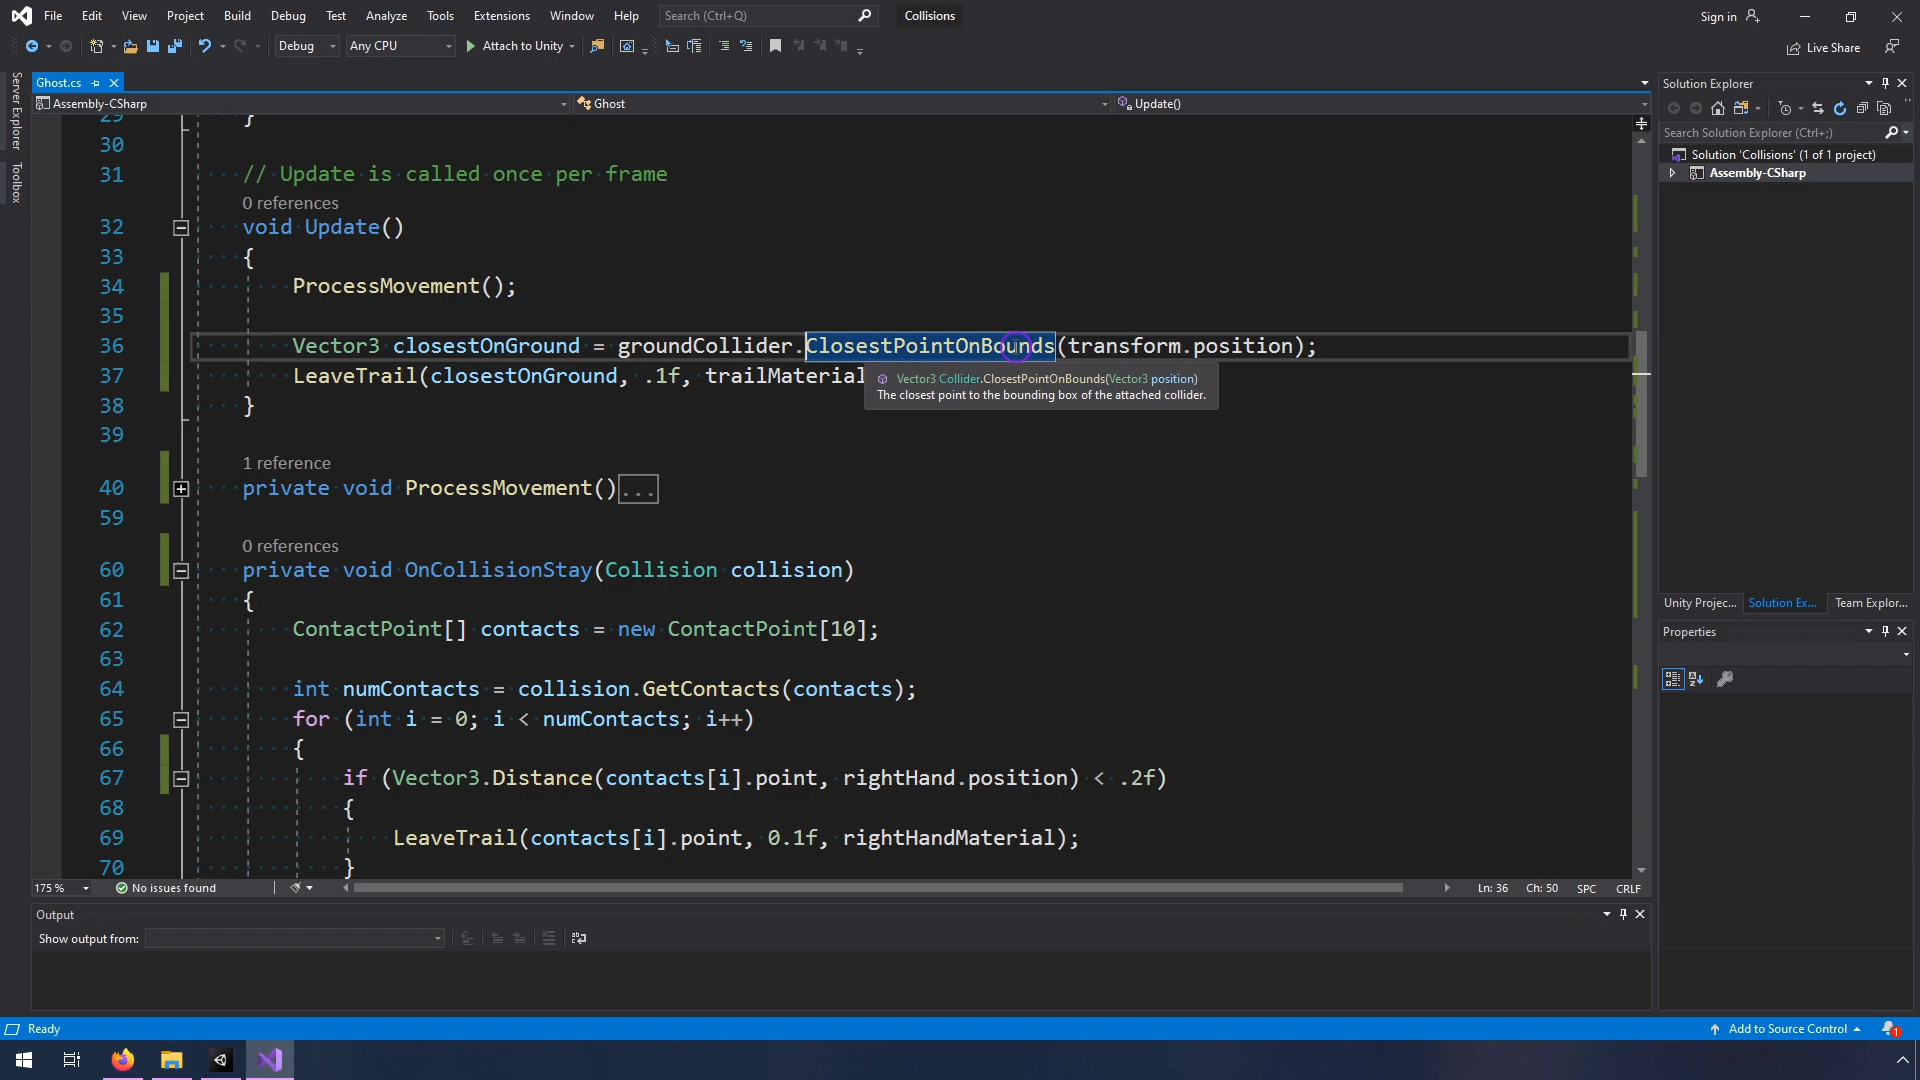 File Edit View Project Build Debug Test Analyze Tools Extensions Window Help Search (Ctrl+Q) Collisions Sign in
Debug Any CPU Attach to Unity Live Share
Server Explorer
Toolbox
Ghost.cs
Assembly-CSharp Ghost Update()
29 }
30
31 // Update is called once per frame
0 references
32 void Update()
33 {
34 ProcessMovement();
35
36 Vector3 closestOnGround = groundCollider.ClosestPointOnBounds(transform.position);
37 LeaveTrail(closestOnGround, .1f, trailMaterial
Vector3 Collider.ClosestPointOnBounds(Vector3 position)
The closest point to the bounding box of the attached collider.
38 }
39
1 reference
40 private void ProcessMovement()...
59
0 references
60 private void OnCollisionStay(Collision collision)
61 {
62 ContactPoint[] contacts = new ContactPoint[10];
63
64 int numContacts = collision.GetContacts(contacts);
65 for (int i = 0; i < numContacts; i++)
66 {
67 if (Vector3.Distance(contacts[i].point, rightHand.position) < .2f)
68 {
69 LeaveTrail(contacts[i].point, 0.1f, rightHandMaterial);
70 }
175 % No issues found Ln: 36 Ch: 50 SPC CRLF
Output
Show output from:
Solution Explorer
Search Solution Explorer (Ctrl+;)
Solution 'Collisions' (1 of 1 project)
Assembly-CSharp
Unity Projec... Solution Ex... Team Explor...
Properties
Ready Add to Source Control 1